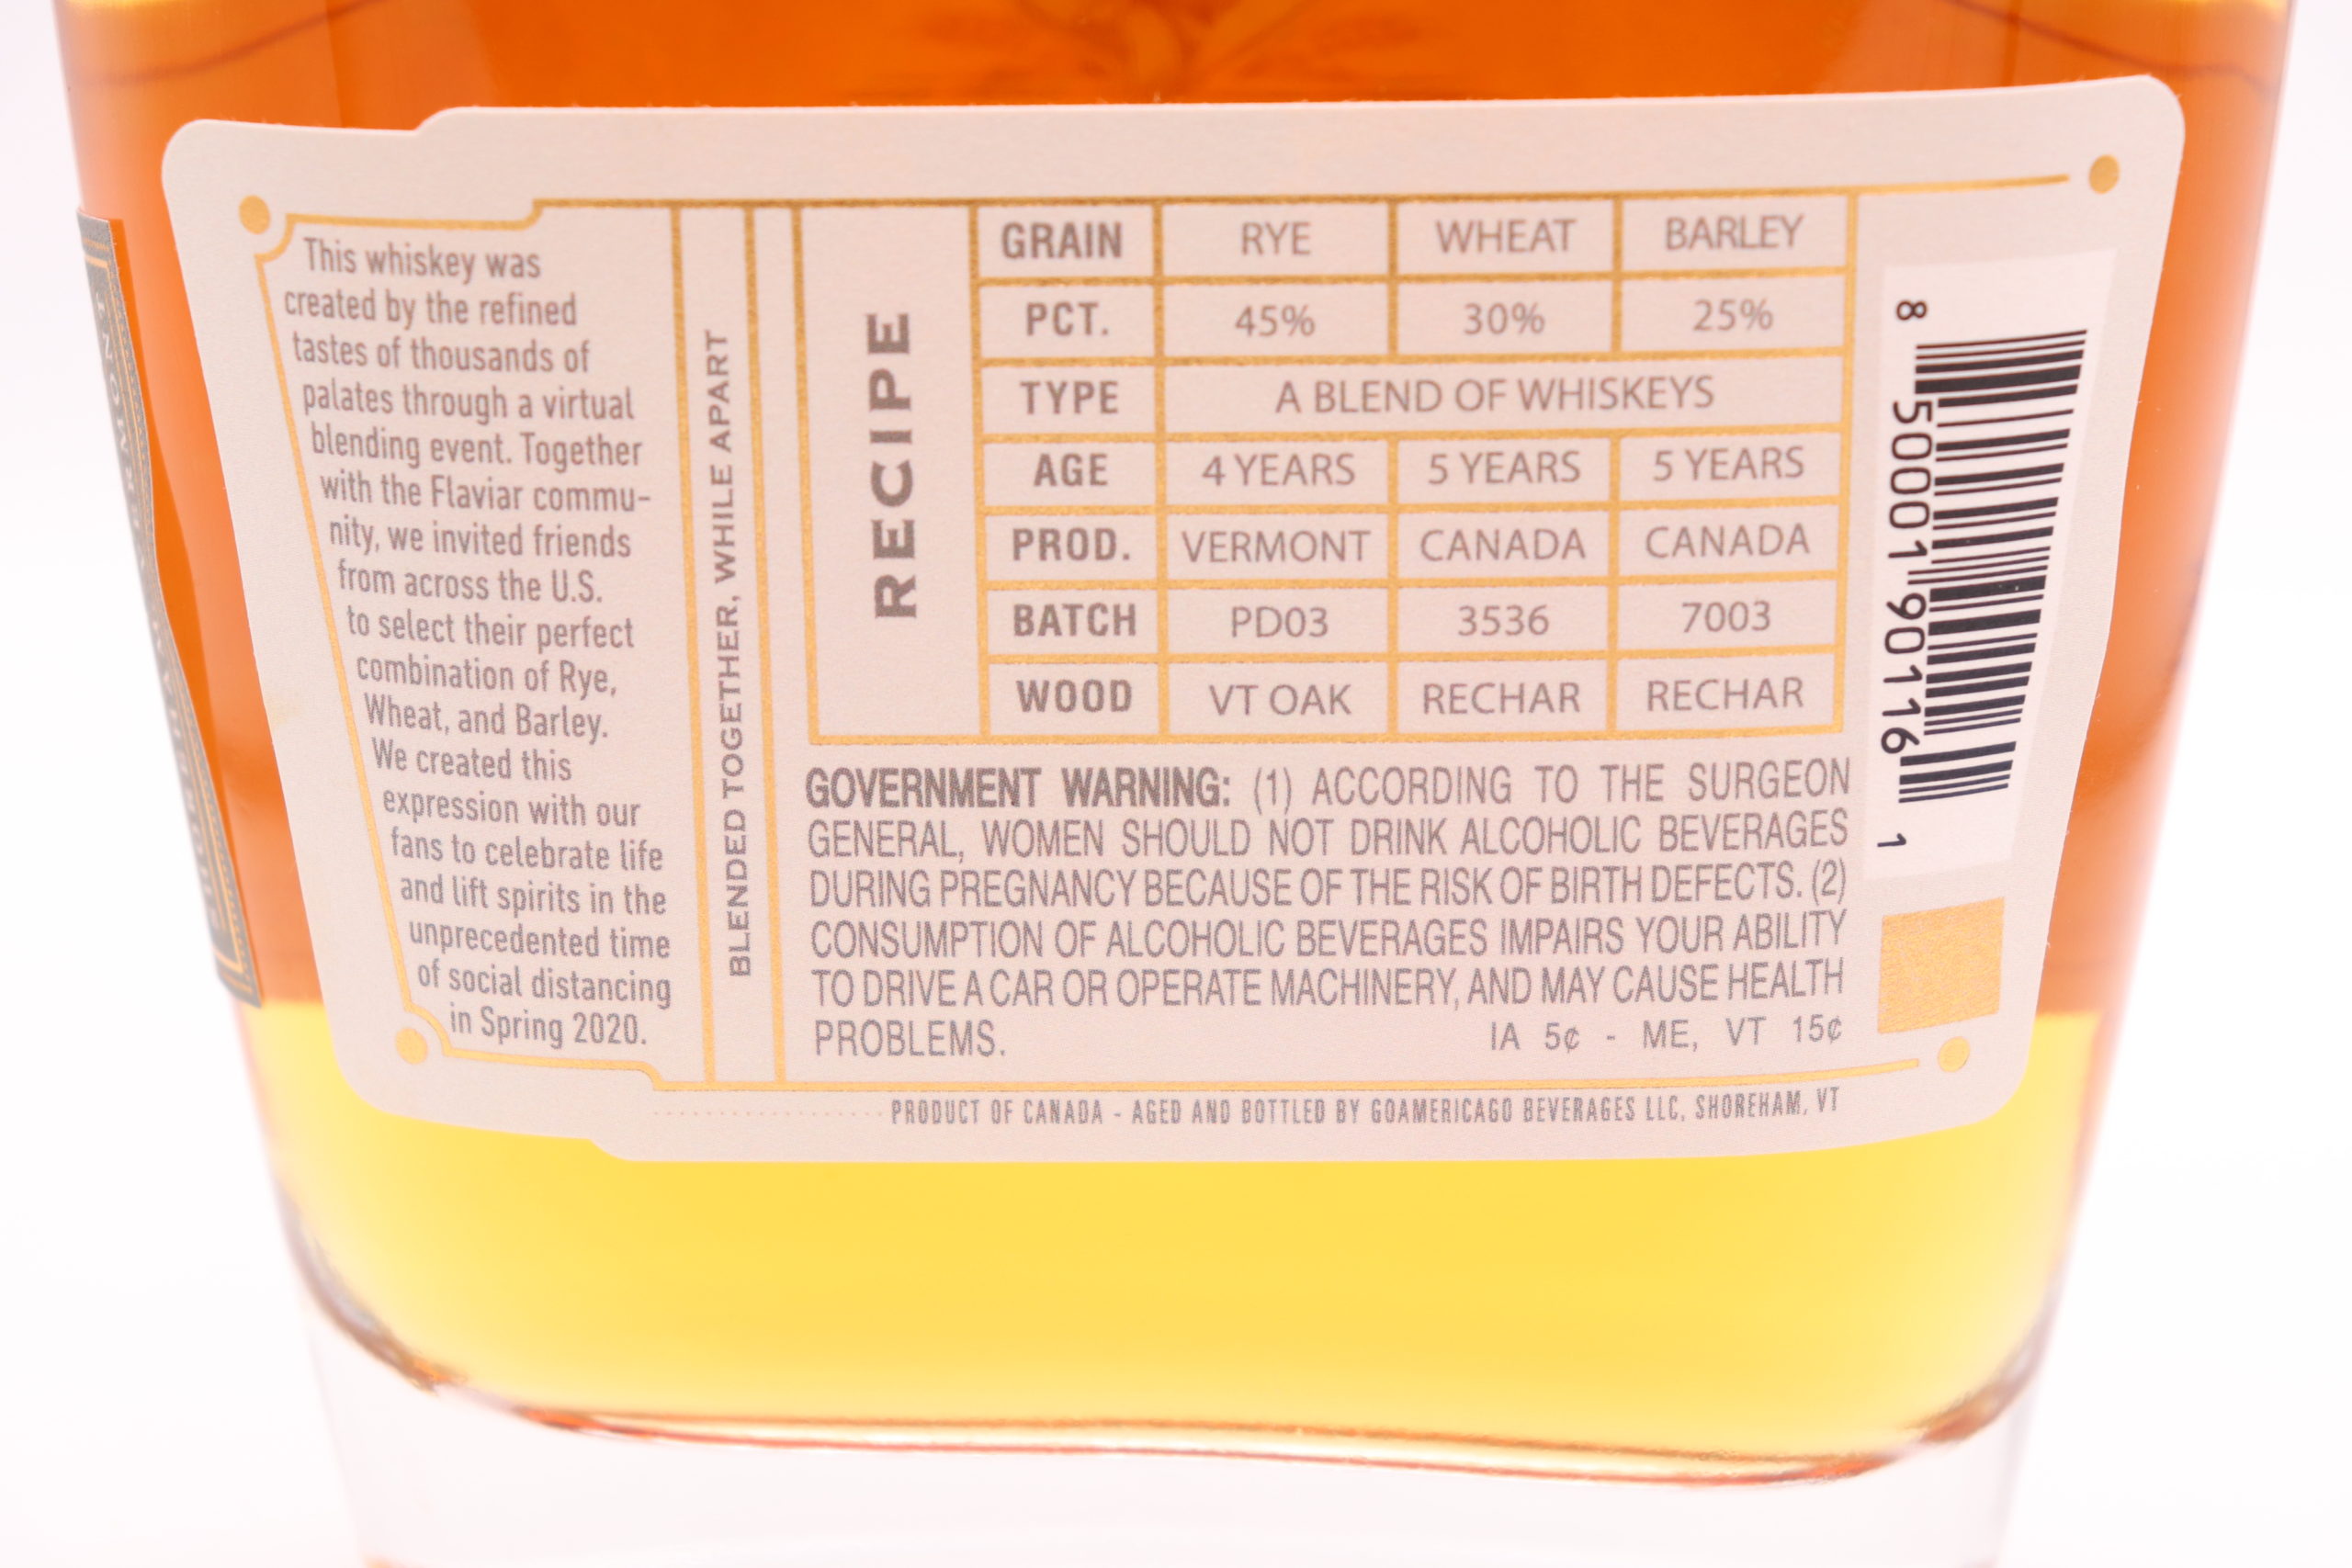 This whiskey was
created by the refined
tastes of thousands of
palates through a virtual
blending event. Together
with the Flaviar commu-
nity, we invited friends
from across the U.S.
to select their perfect
combination of Rye,
Wheat, and Barley.
We created this
expression with our
fans to celebrate life
and lift spirits in the
unprecedented time
of social distancing
in Spring 2020.
BLENDED TOGETHER, WHILE APART
RECIPE
GRAIN RYE WHEAT BARLEY
PCT. 45% 30% 25%
TYPE A BLEND OF WHISKEYS
AGE 4 YEARS 5 YEARS 5 YEARS
PROD. VERMONT CANADA CANADA
BATCH PD03 3536 7003
WOOD VT OAK RECHAR RECHAR
GOVERNMENT WARNING: (1) ACCORDING TO THE SURGEON
GENERAL, WOMEN SHOULD NOT DRINK ALCOHOLIC BEVERAGES
DURING PREGNANCY BECAUSE OF THE RISK OF BIRTH DEFECTS. (2)
CONSUMPTION OF ALCOHOLIC BEVERAGES IMPAIRS YOUR ABILITY
TO DRIVE A CAR OR OPERATE MACHINERY, AND MAY CAUSE HEALTH
PROBLEMS. IA 5¢ - ME, VT 15¢
PRODUCT OF CANADA - AGED AND BOTTLED BY GOAMERICAGO BEVERAGES LLC, SHOREHAM, VT
8 50001 90116 1